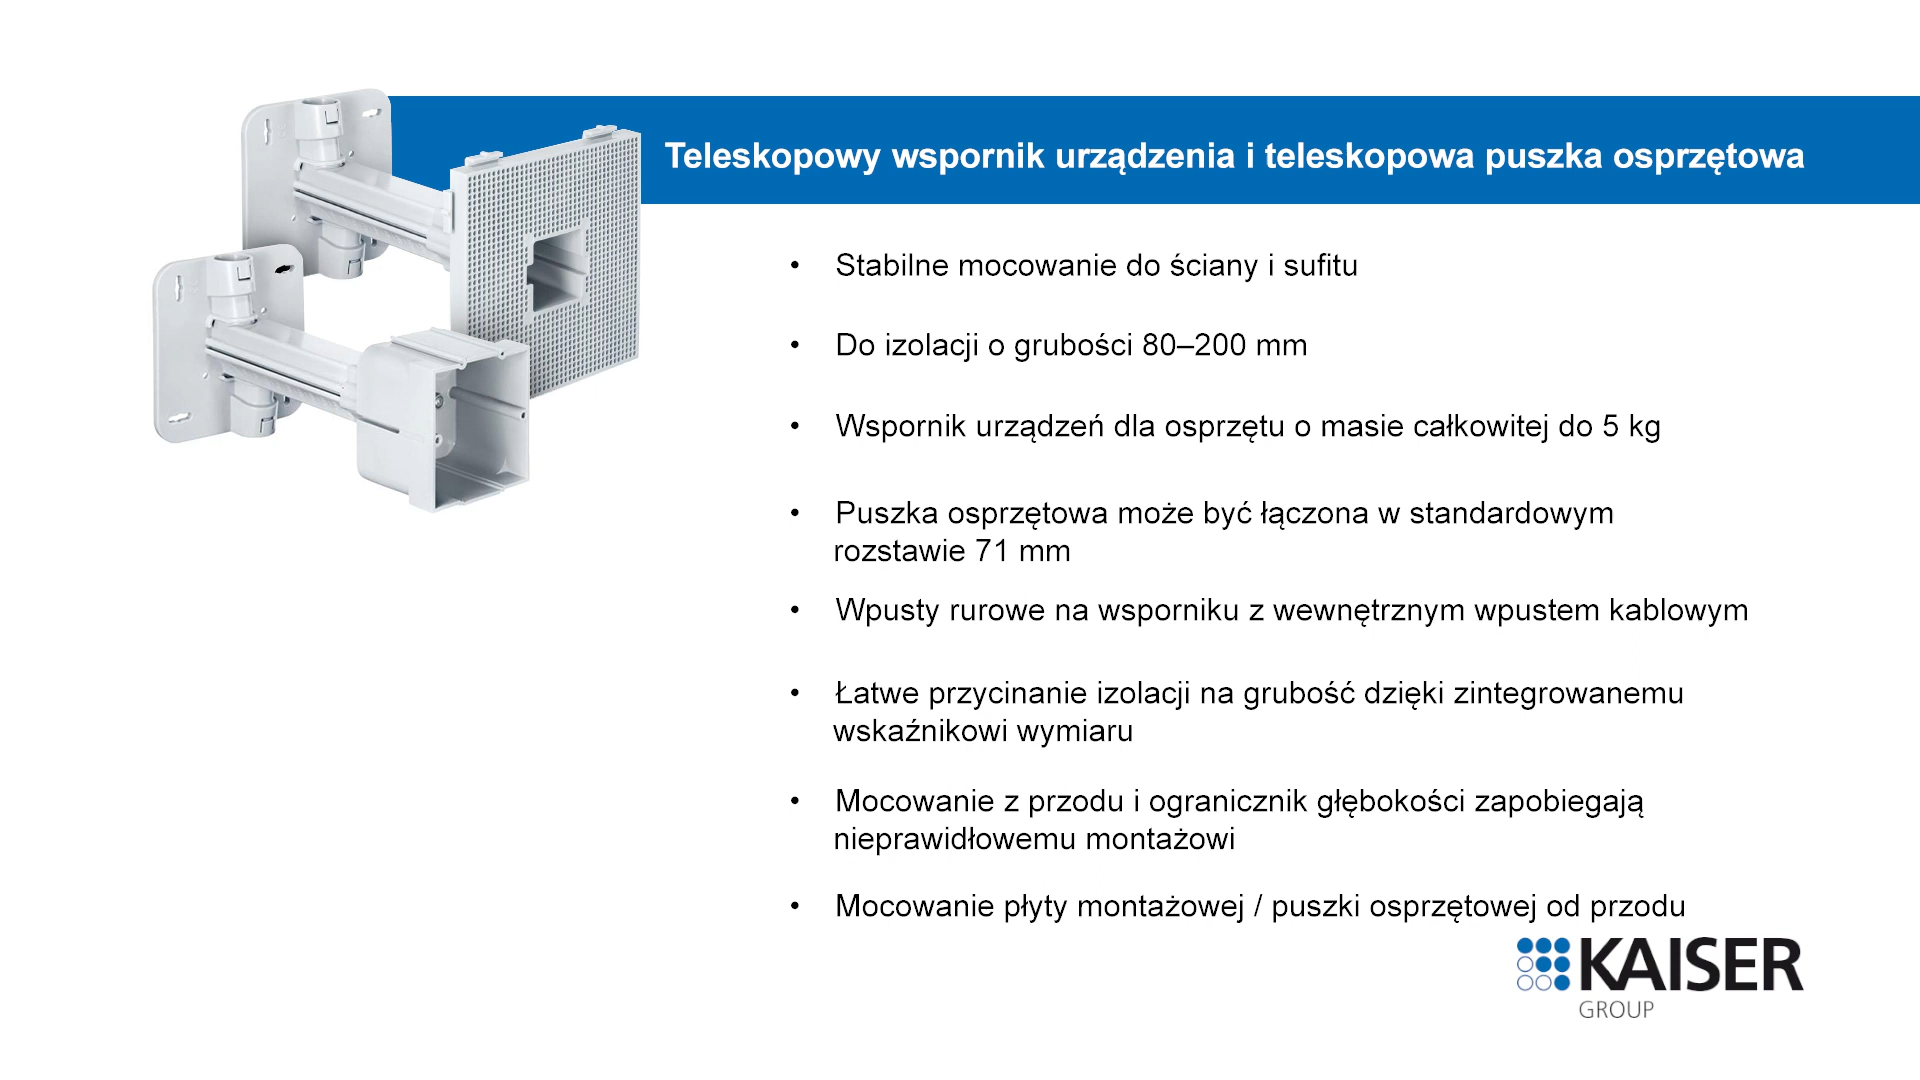 Teleskopowy wspornik urządzenia i teleskopowa puszka osprzętowa
• Stabilne mocowanie do ściany i sufitu
• Do izolacji o grubości 80–200 mm
• Wspornik urządzeń dla osprzętu o masie całkowitej do 5 kg
• Puszka osprzętowa może być łączona w standardowym
rozstawie 71 mm
• Wpusty rurowe na wsporniku z wewnętrznym wpustem kablowym
• Łatwe przycinanie izolacji na grubość dzięki zintegrowanemu
wskaźnikowi wymiaru
• Mocowanie z przodu i ogranicznik głębokości zapobiegają
nieprawidłowemu montażowi
• Mocowanie płyty montażowej / puszki osprzętowej od przodu
KAISER
GROUP